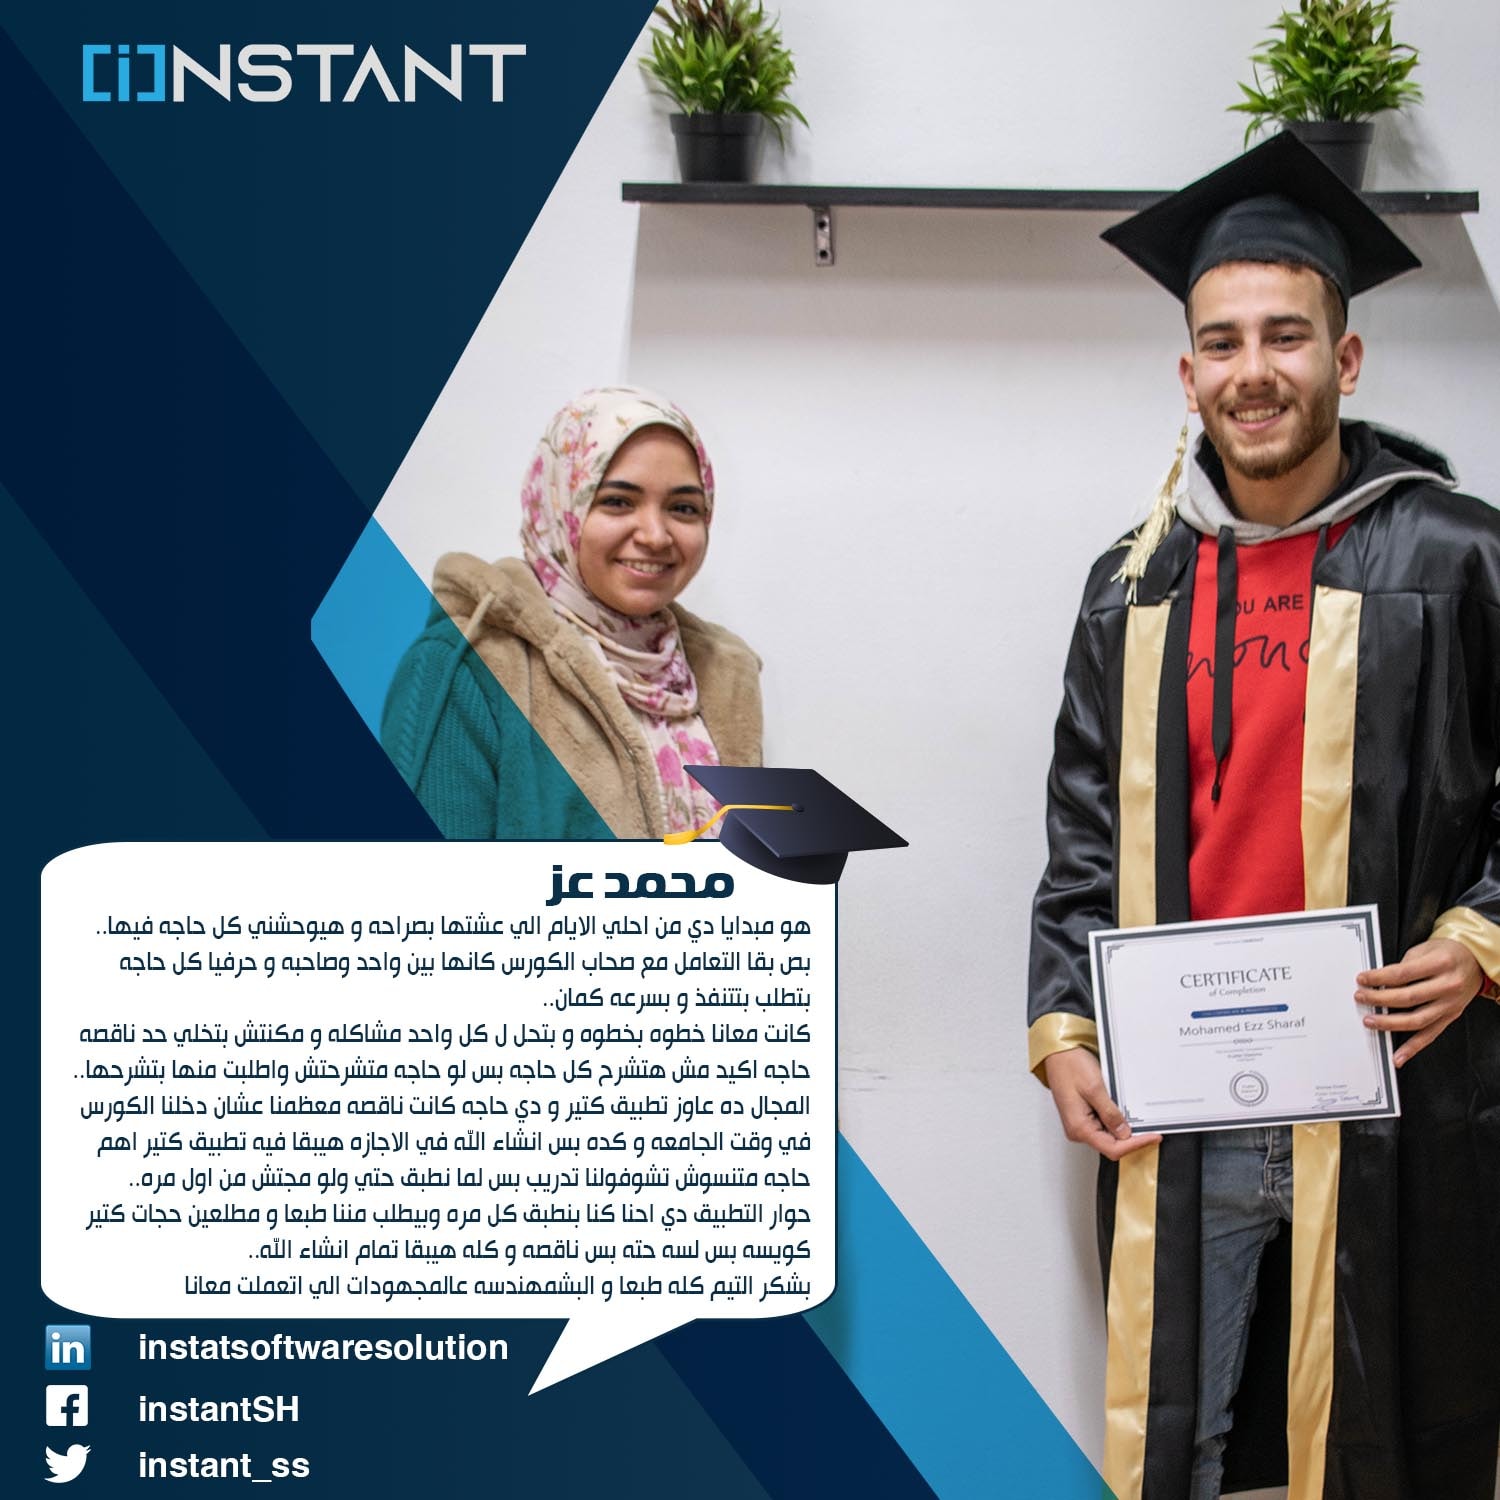 [i]NSTANT
YOU ARE
CERTIFICATE
of Completion
Mohamed Ezz Sharaf
محمد عز
هو مبدايا دي من احلي الايام الي عشتها بصراحه و هيوحشني كل حاجه فيها..
بص بقا التعامل مع صحاب الكورس كانها بين واحد وصاحبه و حرفيا كل حاجه
بتطلب بتتنفذ و بسرعه كمان..
كانت معانا خطوه بخطوه و بتحل ل كل واحد مشاكله و مكنتش بتخلي حد ناقصه
حاجه اكيد مش هتشرح كل حاجه بس لو حاجه متشرحتش واطلبت منها بتشرحها..
المجال ده عاوز تطبيق كتير و دي حاجه كانت ناقصه معظمنا عشان دخلنا الكورس
في وقت الجامعه و كده بس انشاء الله في الاجازه هيبقا فيه تطبيق كتير اهم
حاجه متنسوش تشوفولنا تدريب بس لما نطبق حتي ولو مجتش من اول مره..
حوار التطبيق دي احنا كنا بنطبق كل مره وبيطلب مننا طبعا و مطلعين حجات كتير
كويسه بس لسه حته بس ناقصه و كله هيبقا تمام انشاء الله..
بشكر التيم كله طبعا و البشمهندسه عالمجهودات الي اتعملت معانا
in instatsoftwaresolution
instantSH
instant_ss